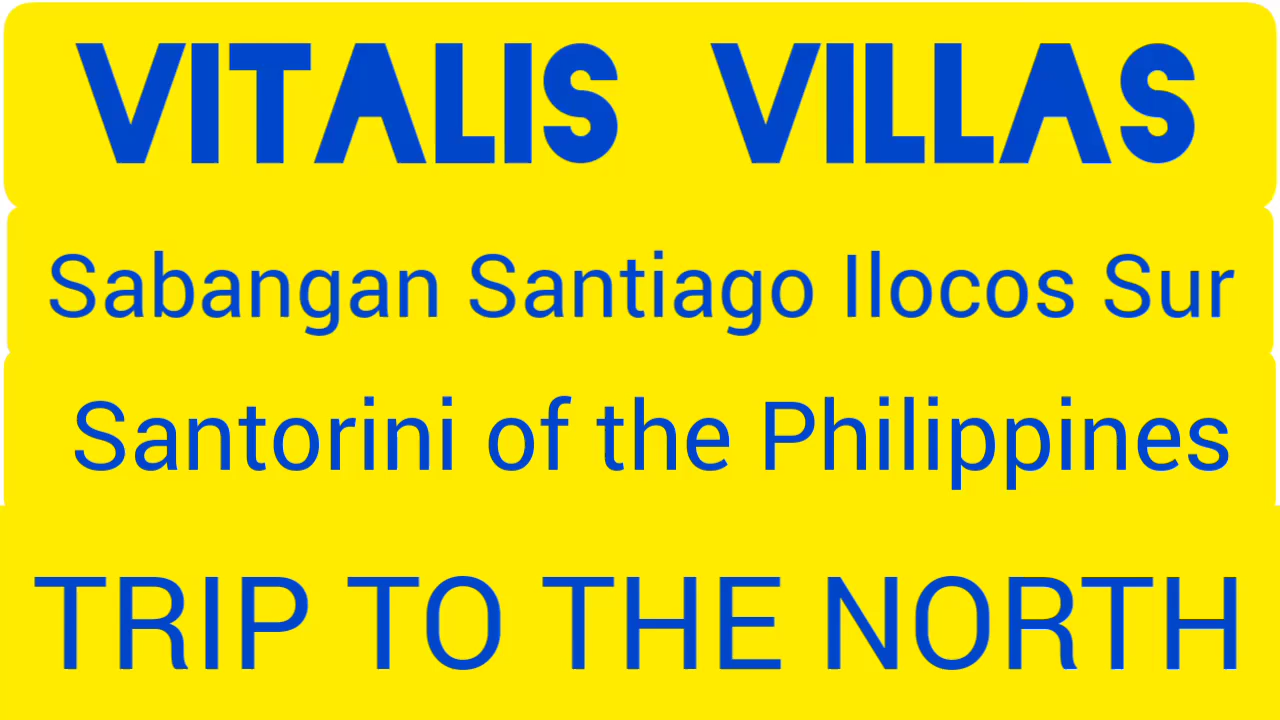 VITALIS VILLAS
Sabangan Santiago Ilocos Sur
Santorini of the Philippines
TRIP TO THE NORTH